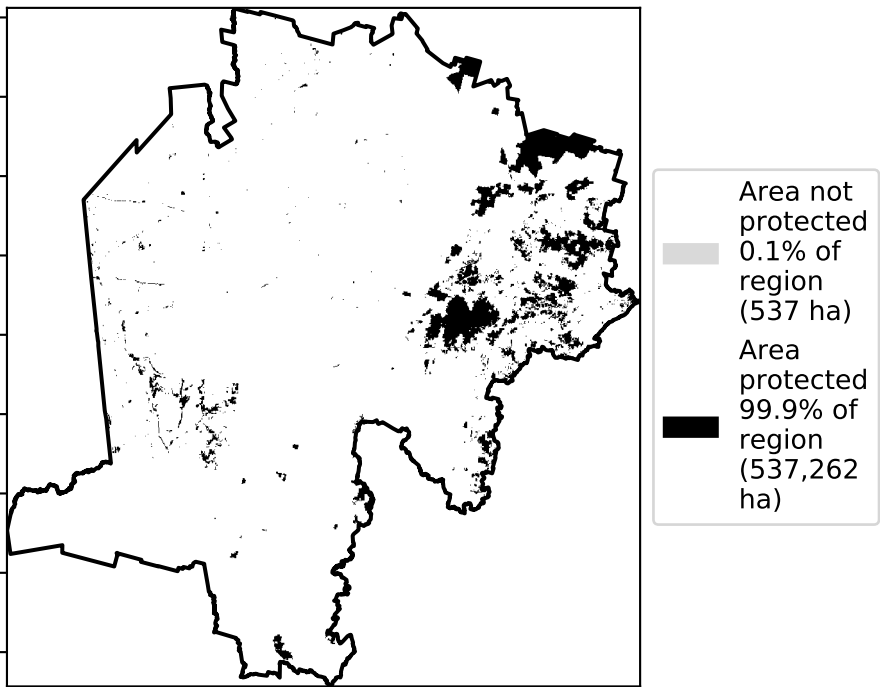 Area not
protected
0.1% of
region
(537 ha)
Area
protected
99.9% of
region
(537,262
ha)